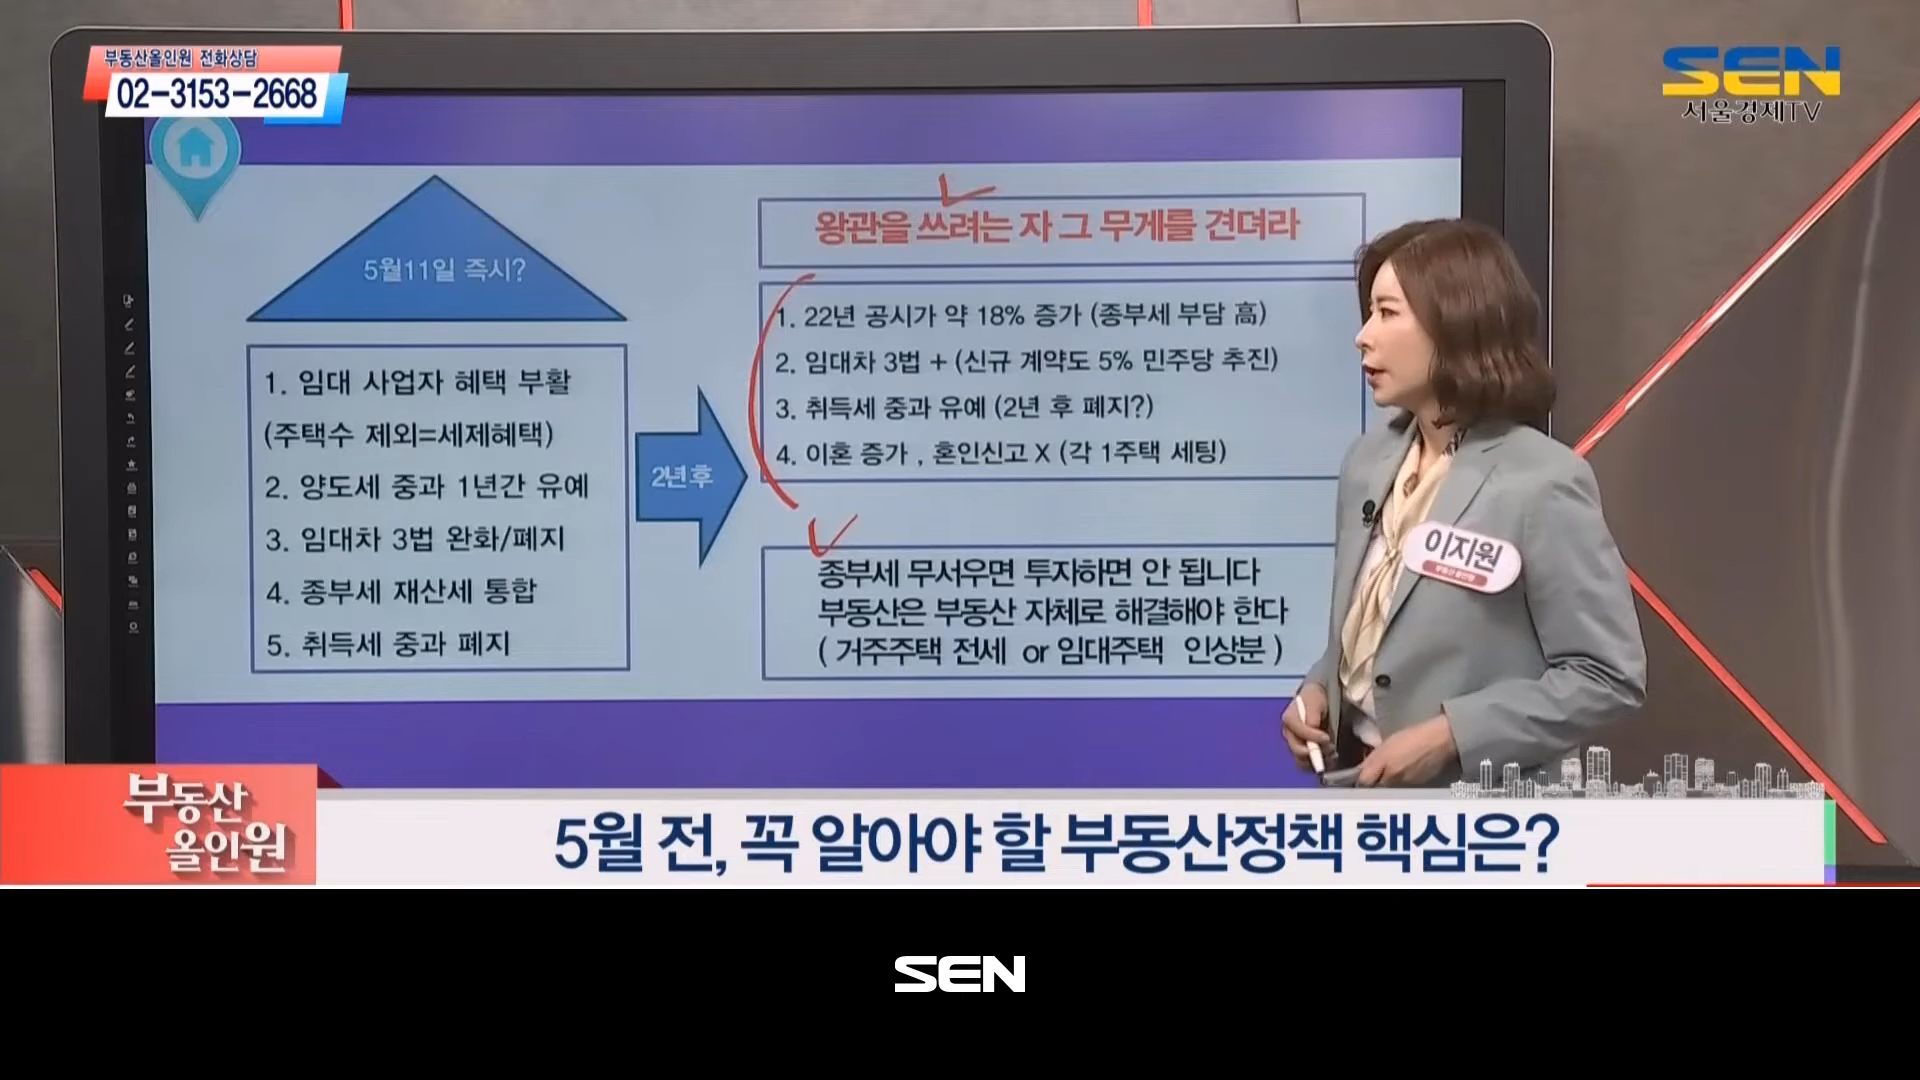 부동산올인원 전화상담
02-3153-2668
SEN
서울경제TV
5월11일 즉시?
1. 임대 사업자 혜택 부활
(주택수 제외=세제혜택)
2. 양도세 중과 1년간 유예
3. 임대차 3법 완화/폐지
4. 종부세 재산세 통합
5. 취득세 중과 폐지
2년후
왕관을 쓰려는 자 그 무게를 견뎌라
1. 22년 공시가 약 18% 증가 (종부세 부담 高)
2. 임대차 3법 + (신규 계약도 5% 민주당 추진)
3. 취득세 중과 유예 (2년 후 폐지?)
4. 이혼 증가 , 혼인신고 X (각 1주택 세팅)
종부세 무서우면 투자하면 안 됩니다
부동산은 부동산 자체로 해결해야 한다
( 거주주택 전세 or 임대주택 인상분 )
이지원
부동산 올인원
부동산
올인원
5월 전, 꼭 알아야 할 부동산정책 핵심은?
SEN